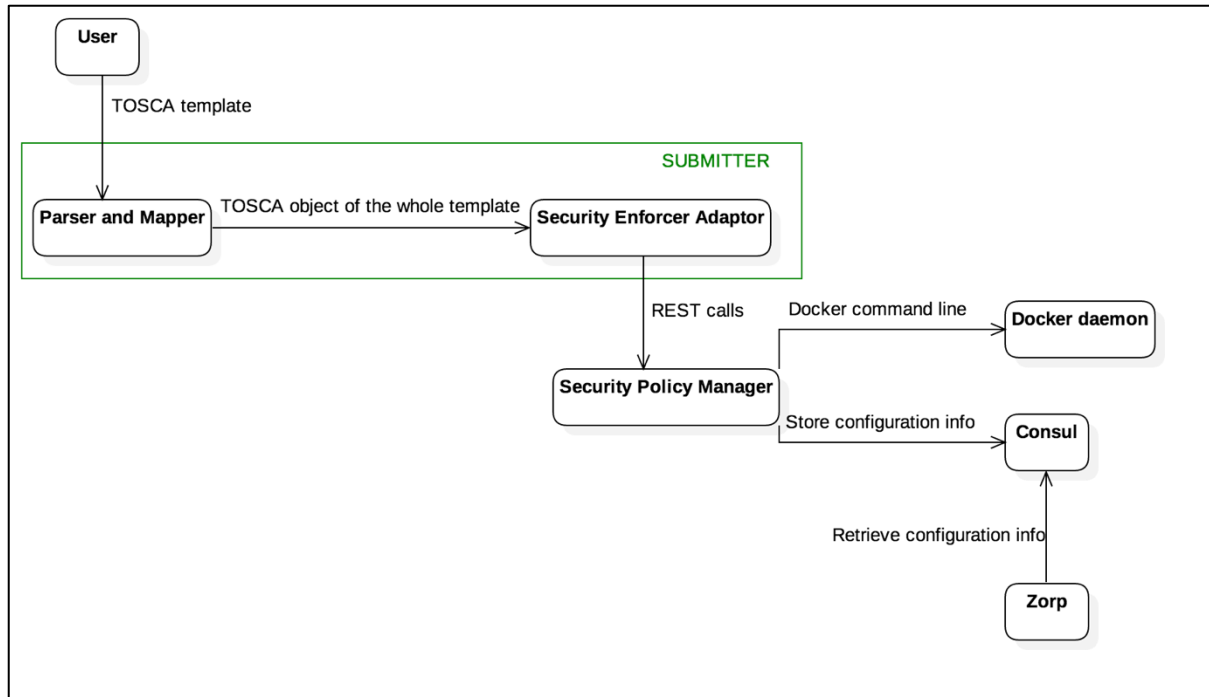 User
TOSCA template
SUBMITTER
Parser and Mapper
TOSCA object of the whole template
Security Enforcer Adaptor
REST calls
Docker command line
Docker daemon
Security Policy Manager
Store configuration info
Consul
Retrieve configuration info
Zorp